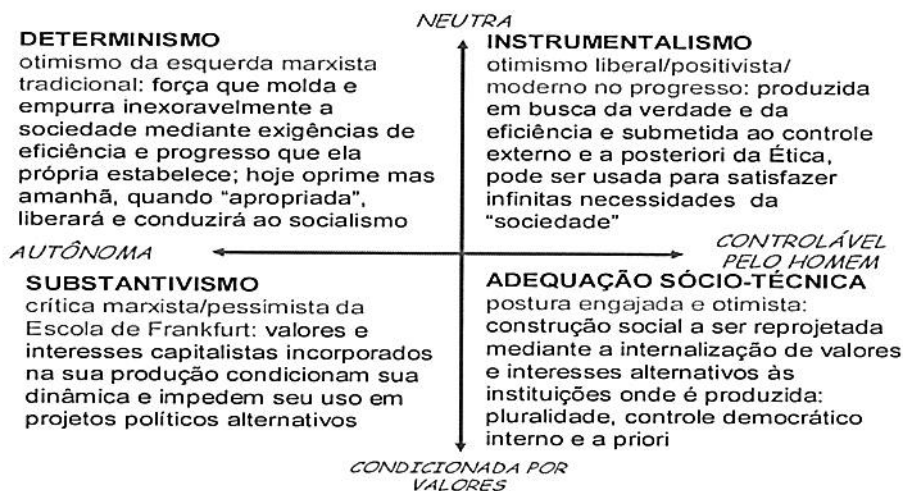 NEUTRA
DETERMINISMO
otimismo da esquerda marxista
tradicional: força que molda e
empurra inexoravelmente a
sociedade mediante exigências de
eficiência e progresso que ela
própria estabelece; hoje oprime mas
amanhã, quando “apropriada”,
liberará e conduzirá ao socialismo
INSTRUMENTALISMO
otimismo liberal/positivista/
moderno no progresso: produzida
em busca da verdade e da
eficiência e submetida ao controle
externo e a posteriori da Ética,
pode ser usada para satisfazer
infinitas necessidades da
“sociedade”
AUTÔNOMA
CONTROLÁVEL
PELO HOMEM
SUBSTANTIVISMO
crítica marxista/pessimista da
Escola de Frankfurt: valores e
interesses capitalistas incorporados
na sua produção condicionam sua
dinâmica e impedem seu uso em
projetos políticos alternativos
ADEQUAÇÃO SÓCIO-TÉCNICA
postura engajada e otimista:
construção social a ser reprojetada
mediante a internalização de valores
e interesses alternativos às
instituições onde é produzida:
pluralidade, controle democrático
interno e a priori
CONDICIONADA POR
VALORES